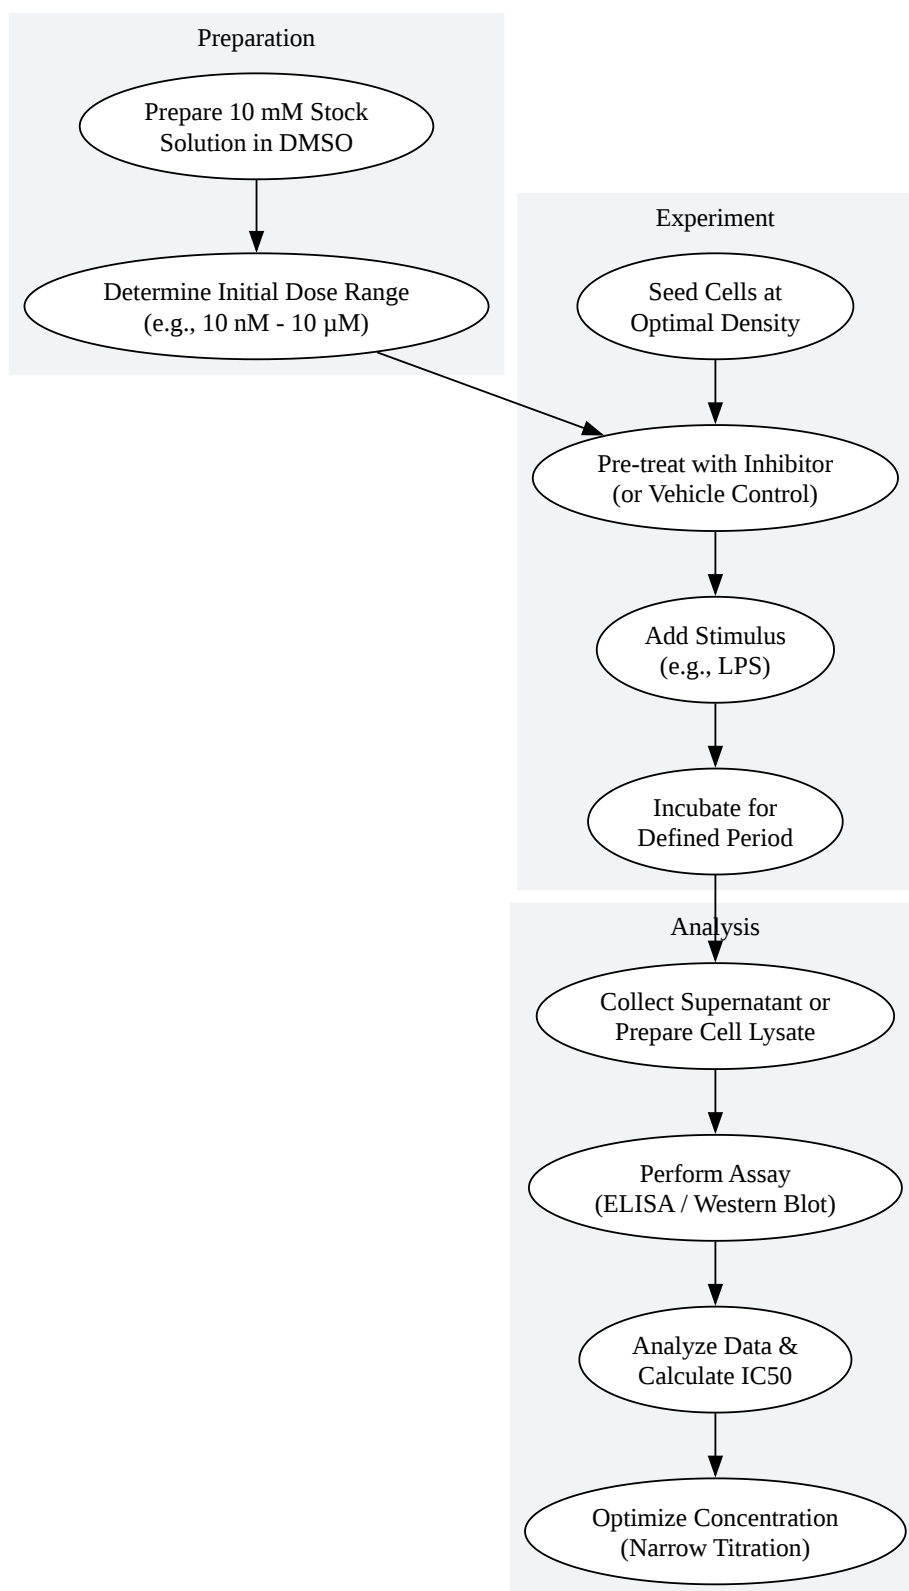 Preparation
Prepare 10 mM Stock
Solution in DMSO
Determine Initial Dose Range
(e.g., 10 nM - 10 µM)
Experiment
Seed Cells at
Optimal Density
Pre-treat with Inhibitor
(or Vehicle Control)
Add Stimulus
(e.g., LPS)
Incubate for
Defined Period
Analysis
Collect Supernatant or
Prepare Cell Lysate
Perform Assay
(ELISA / Western Blot)
Analyze Data &
Calculate IC50
Optimize Concentration
(Narrow Titration)